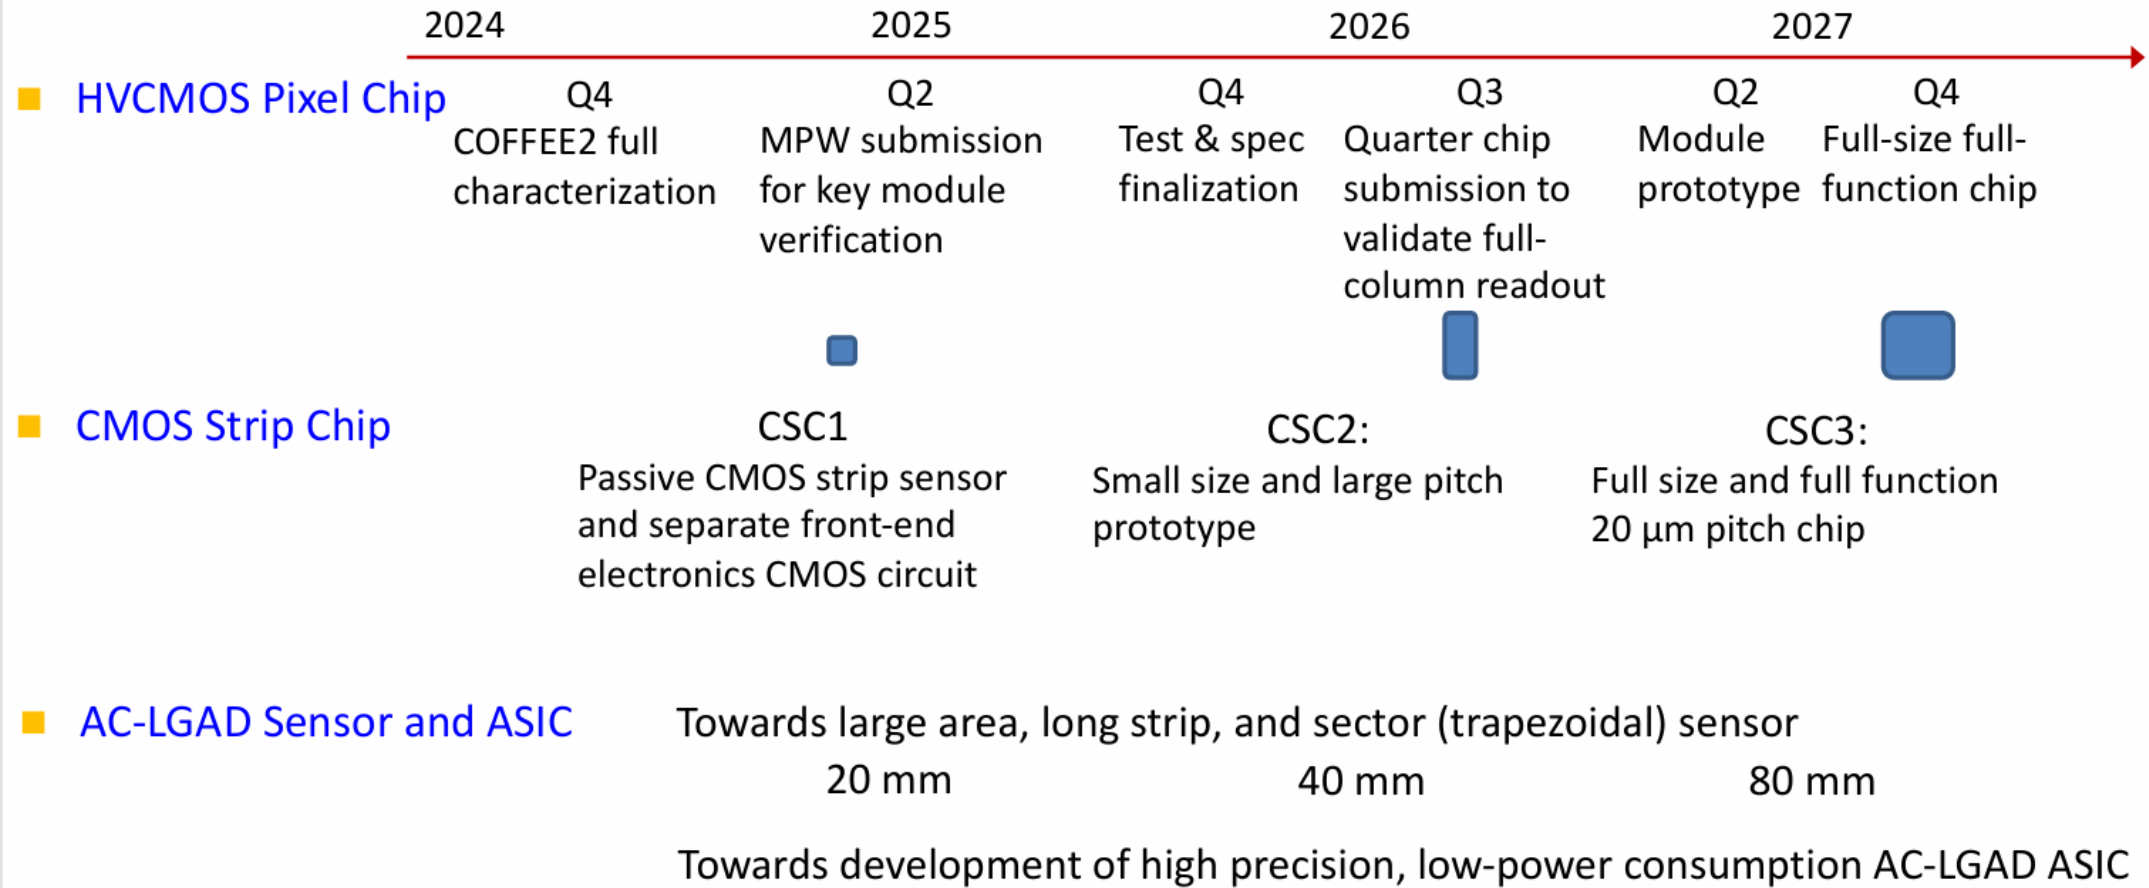 2024 2025 2026 2027
HVCMOS Pixel Chip Q4 Q2 Q4 Q3 Q2 Q4
COFFEE2 full MPW submission Test & spec Quarter chip Module Full-size full-
characterization for key module finalization submission to prototype function chip
verification validate full-
column readout
CMOS Strip Chip CSC1 CSC2: CSC3:
Passive CMOS strip sensor Small size and large pitch Full size and full function
and separate front-end prototype 20 μm pitch chip
electronics CMOS circuit
AC-LGAD Sensor and ASIC Towards large area, long strip, and sector (trapezoidal) sensor
20 mm 40 mm 80 mm
Towards development of high precision, low-power consumption AC-LGAD ASIC